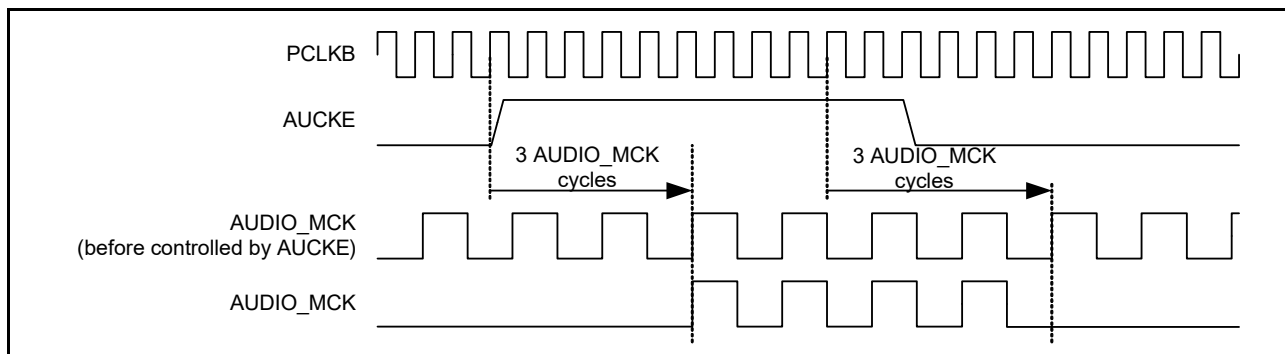 PCLKB
AUCKE
3 AUDIO_MCK
cycles
3 AUDIO_MCK
cycles
AUDIO_MCK
(before controlled by AUCKE)
AUDIO_MCK